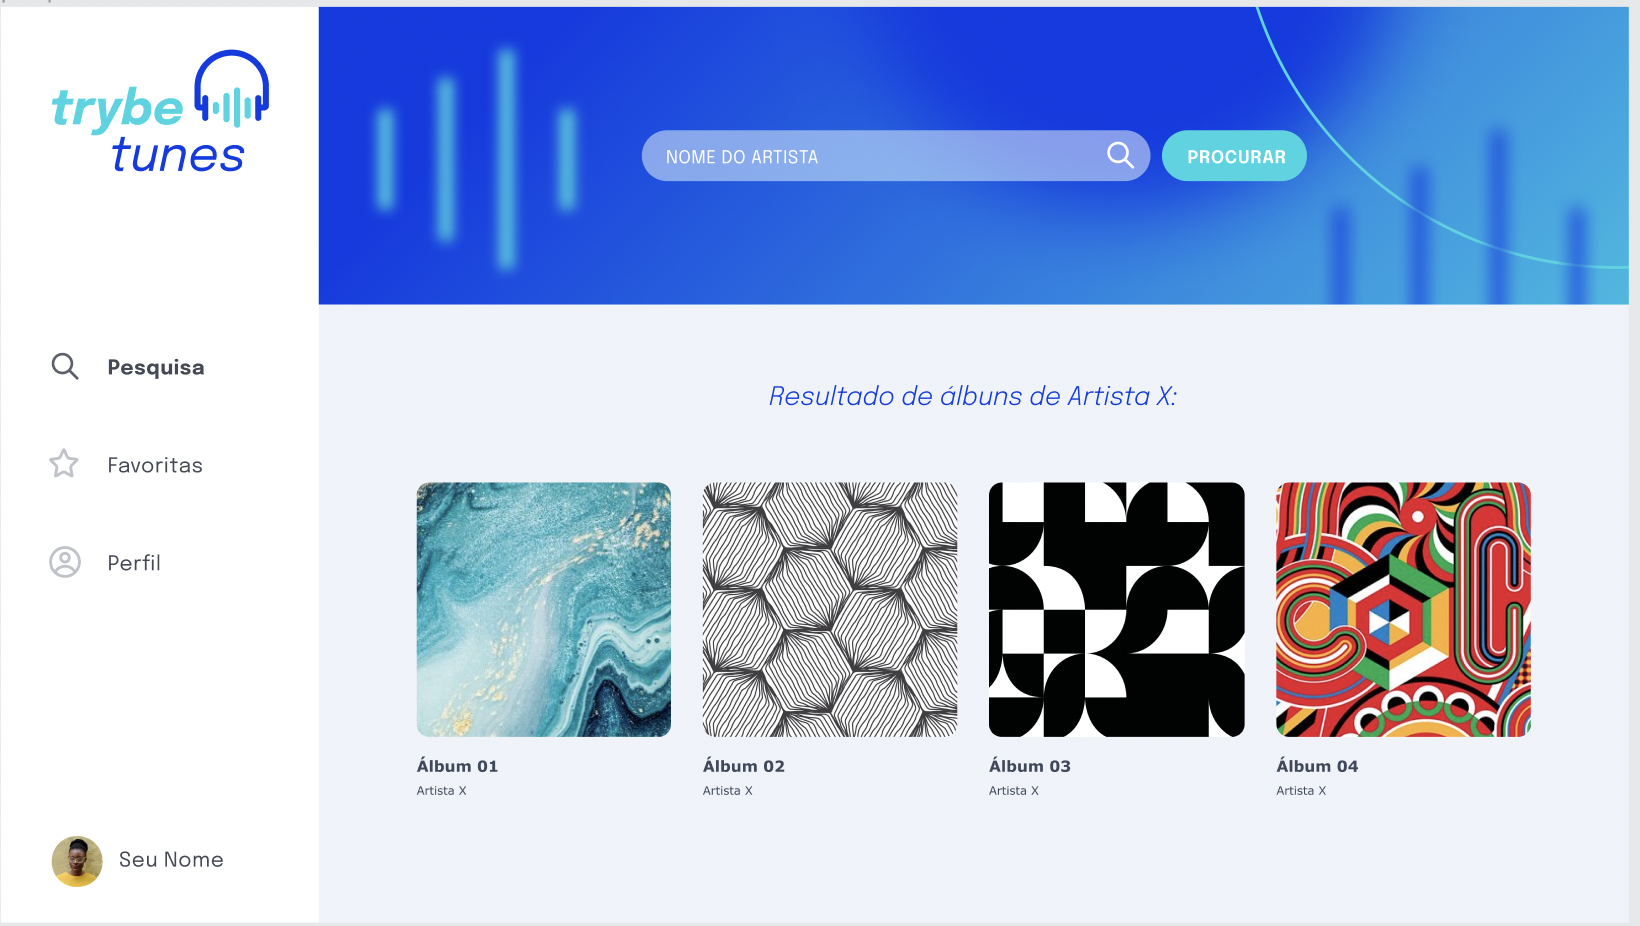 trybe
tunes
NOME DO ARTISTA
PROCURAR
Pesquisa
Favoritas
Perfil
Seu Nome
Resultado de álbuns de Artista X:
Álbum 01
Artista X
Álbum 02
Artista X
Álbum 03
Artista X
Álbum 04
Artista X